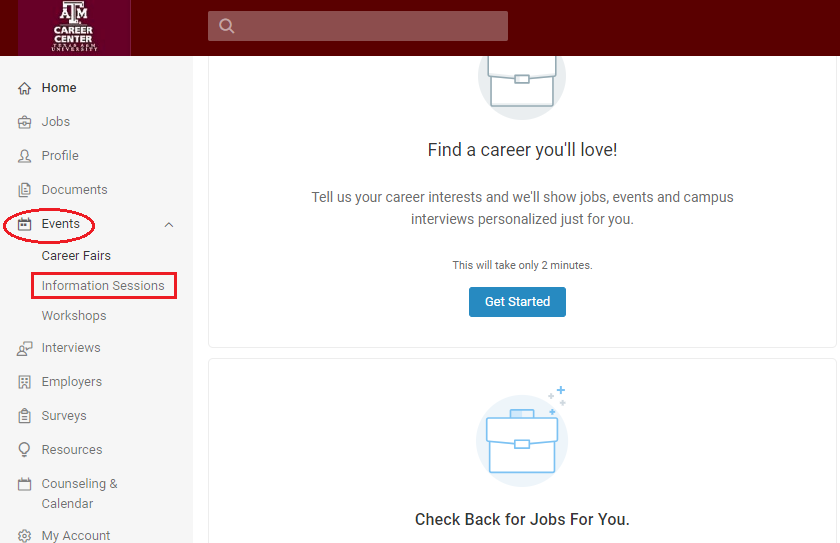 A|M
CAREER
CENTER
TEXAS A&M
UNIVERSITY
Home
Jobs
Profile
Documents
Events
Career Fairs
Information Sessions
Workshops
Interviews
Employers
Surveys
Resources
Counseling &
Calendar
My Account
Find a career you'll love!
Tell us your career interests and we'll show jobs, events and campus
interviews personalized just for you.
This will take only 2 minutes.
Get Started
Check Back for Jobs For You.